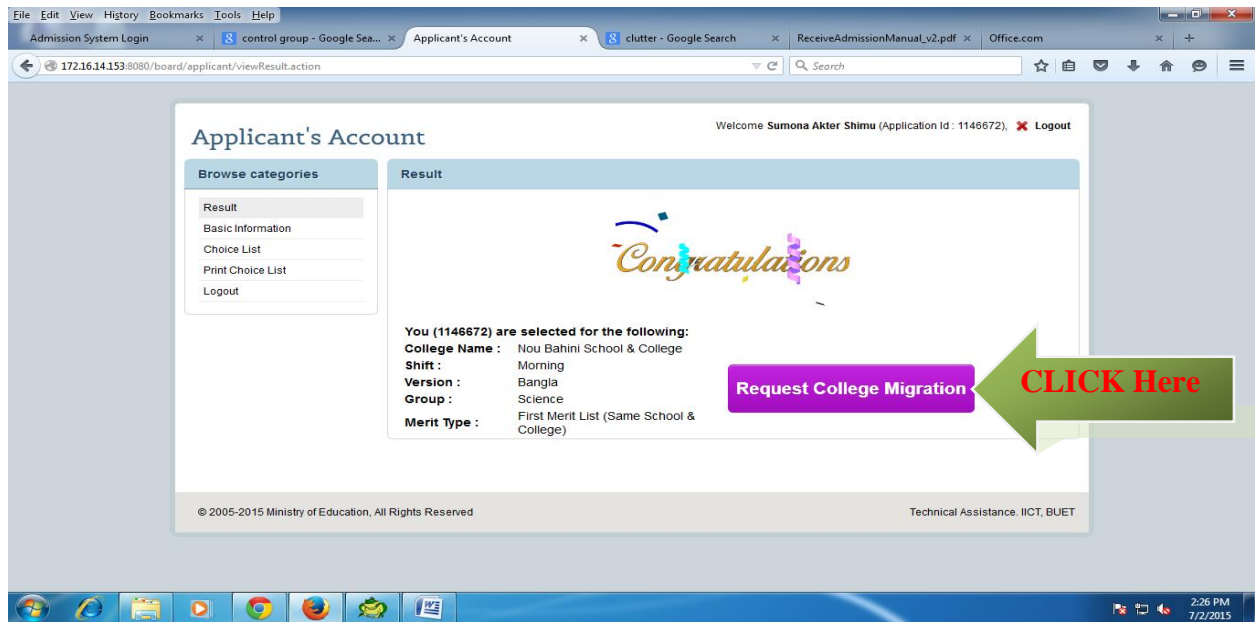 File Edit View History Bookmarks Tools Help
Admission System Login × 8 control group - Google Sea... × Applicant's Account × 8 clutter - Google Search × ReceiveAdmissionManual_v2.pdf × Office.com × +
172.16.14.153:8080/board/applicant/viewResult.action Search
Applicant's Account
Welcome Sumona Akter Shimu (Application Id : 1146672), Logout
Browse categories
Result
Basic Information
Choice List
Print Choice List
Logout
Result
Congratulations
You (1146672) are selected for the following:
College Name : Nou Bahini School & College
Shift : Morning
Version : Bangla
Group : Science
Merit Type : First Merit List (Same School &
College)
Request College Migration
CLICK Here
© 2005-2015 Ministry of Education, All Rights Reserved
Technical Assistance. IICT, BUET
2:26 PM
7/2/2015